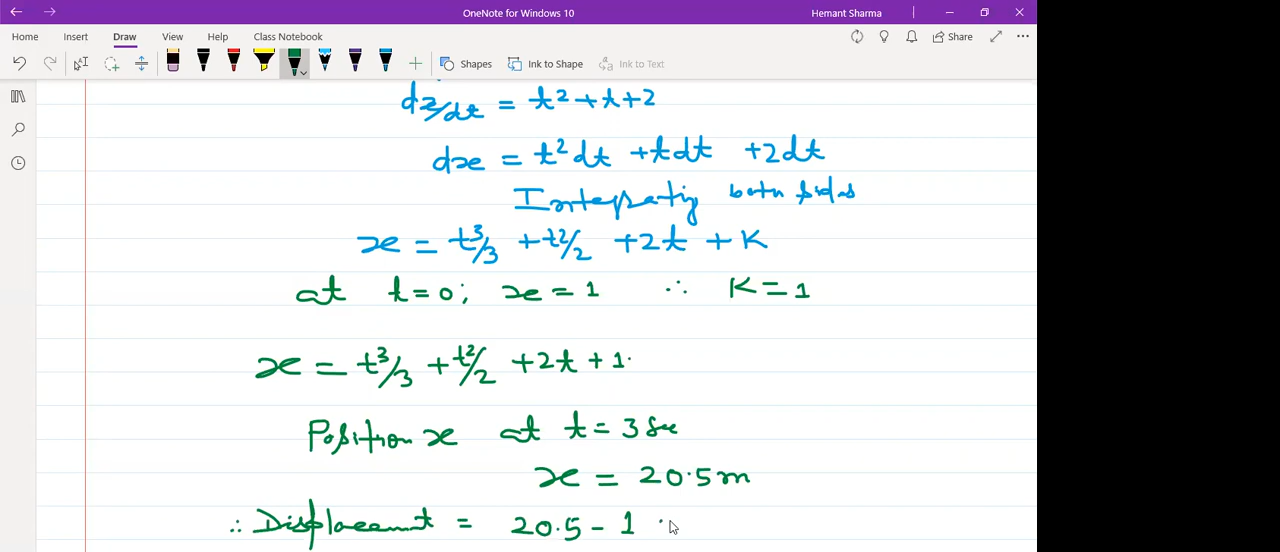 OneNote for Windows 10
Hemant Sharma
Home Insert Draw View Help Class Notebook
Share
Shapes Ink to Shape Ink to Text
dx/dt = t² + t + 2
dx = t² dt + t dt + 2 dt
Integrating both sides
x = t³/3 + t²/2 + 2t + K
at t = 0; x = 1 ∴ K = 1
x = t³/3 + t²/2 + 2t + 1.
Position x at t = 3 Sec
x = 20.5 m
∴ Displacement = 20.5 - 1